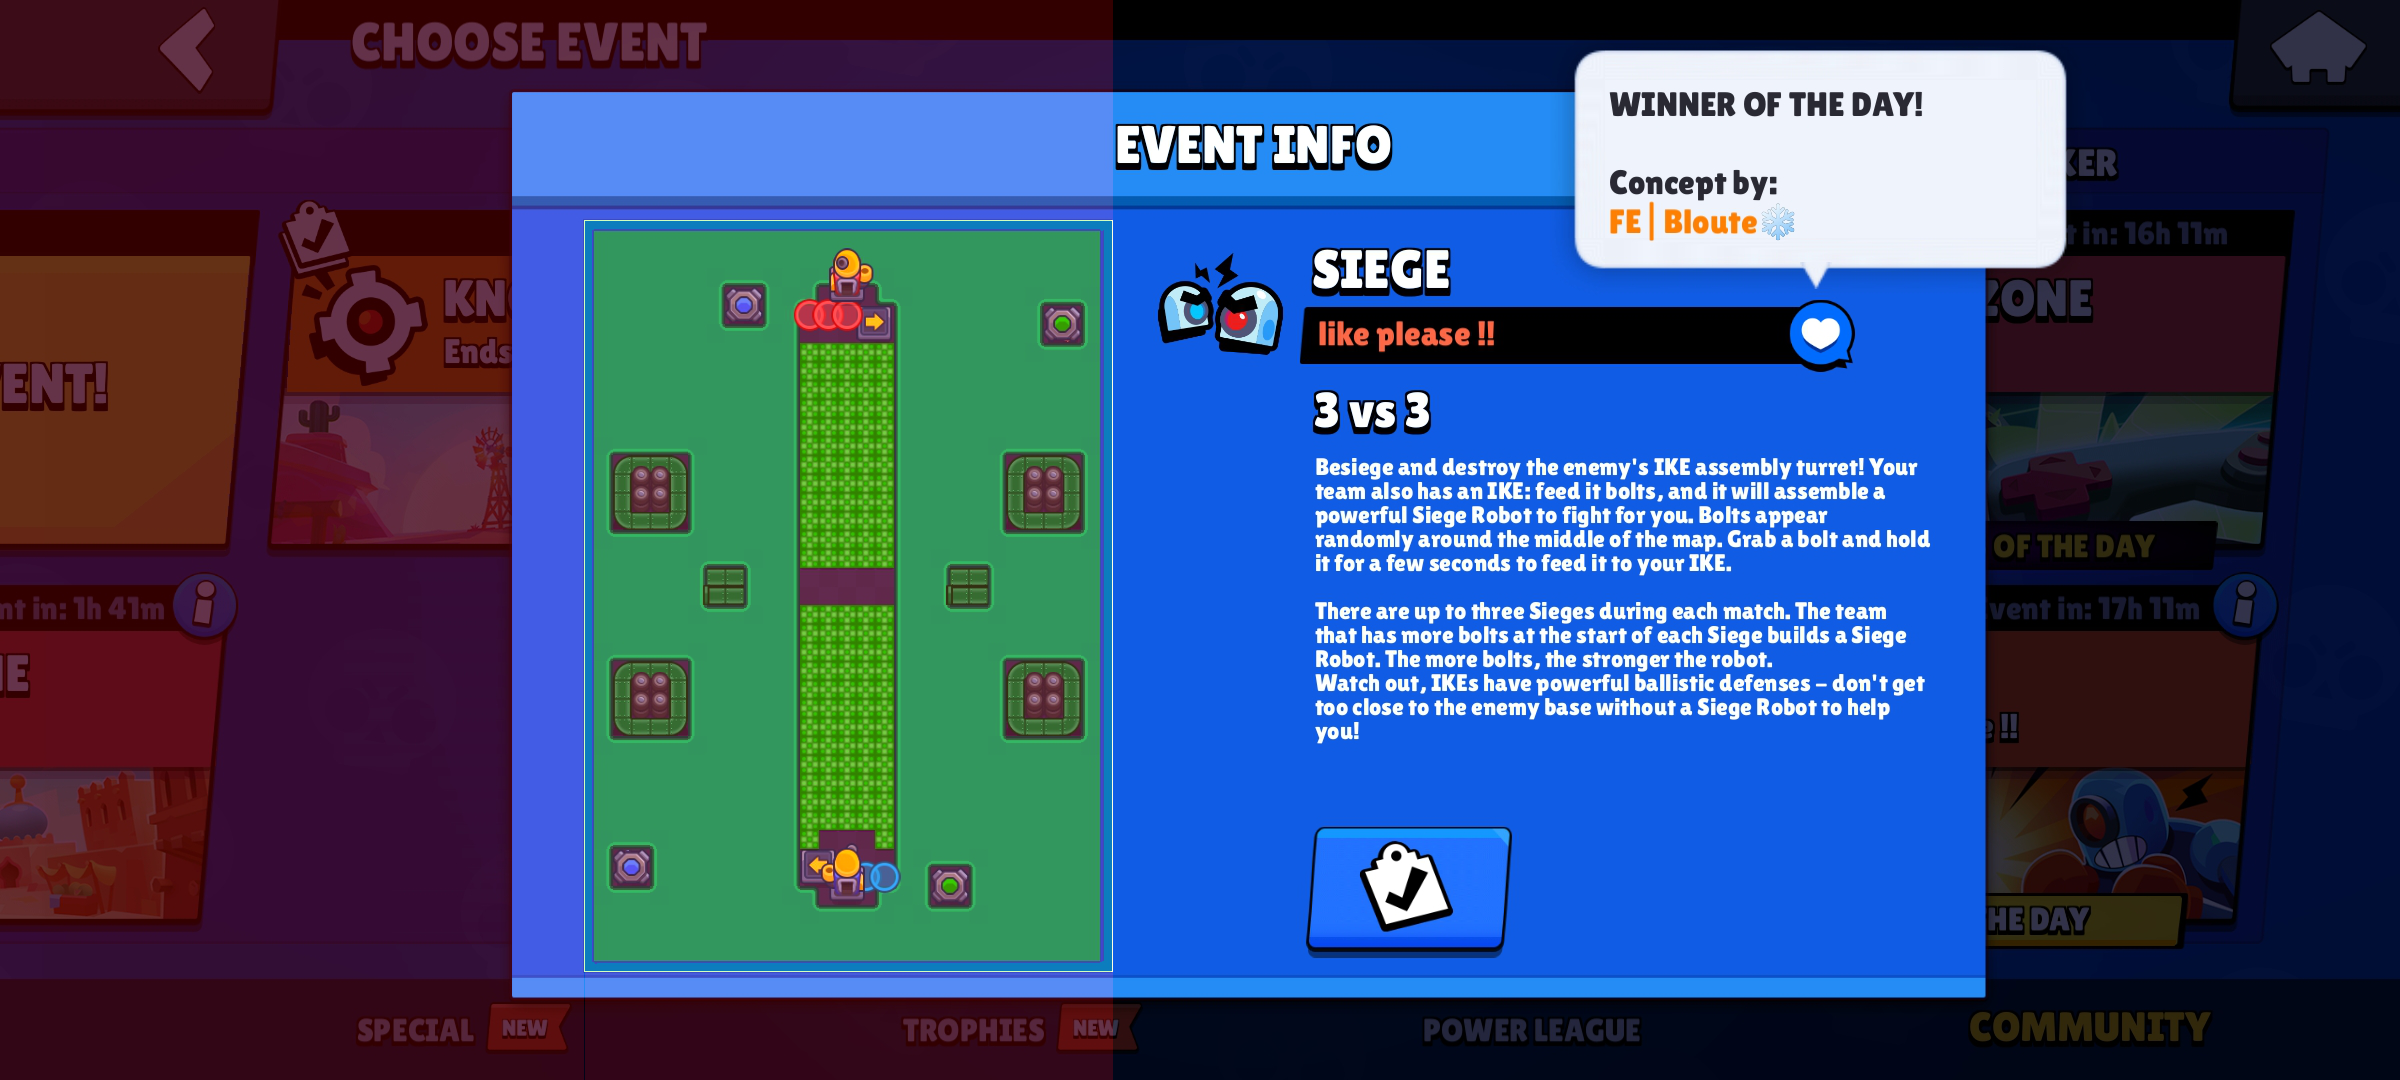 CHOOSE EVENT
EVENT INFO
WINNER OF THE DAY!
Concept by:
FE | Bloute❄️
SIEGE
like please !!
3 vs 3
Besiege and destroy the enemy's IKE assembly turret! Your
team also has an IKE: feed it bolts, and it will assemble a
powerful Siege Robot to fight for you. Bolts appear
randomly around the middle of the map. Grab a bolt and hold
it for a few seconds to feed it to your IKE.
There are up to three Sieges during each match. The team
that has more bolts at the start of each Siege builds a Siege
Robot. The more bolts, the stronger the robot.
Watch out, IKEs have powerful ballistic defenses – don't get
too close to the enemy base without a Siege Robot to help
you!
ENT!
KN
Ends
nt in: 1h 41m
IE
KER
t in: 16h 11m
ZONE
OF THE DAY
vent in: 17h 11m
e !!
HE DAY
SPECIAL
NEW
TROPHIES
NEW
POWER LEAGUE
COMMUNITY